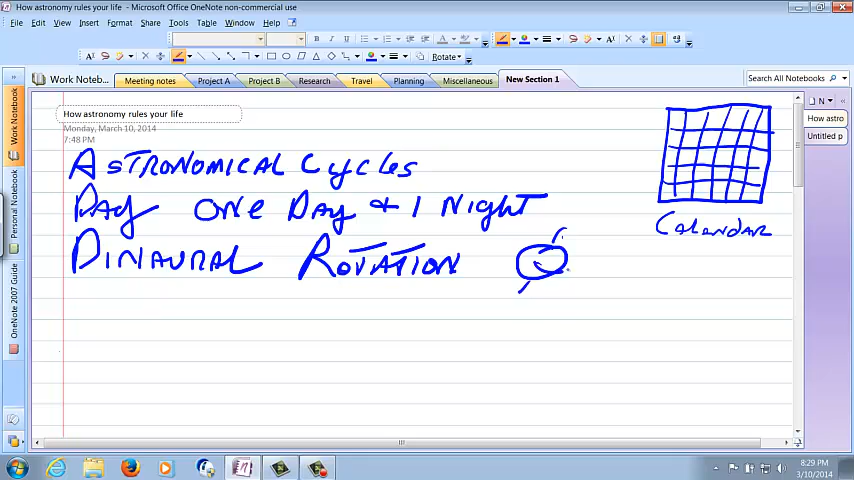 How astronomy rules your life - Microsoft Office OneNote non-commercial use
File Edit View Insert Format Share Tools Table Window Help
Rotate
Work Noteb... Meeting notes Project A Project B Research Travel Planning Miscellaneous New Section 1 Search All Notebooks
How astronomy rules your life
Monday, March 10, 2014
7:48 PM
Astronomical Cycles
Day One Day + 1 Night
Dinaural Rotation
Calendar
N
How astro
Untitled p
Work Notebook
Personal Notebook
OneNote 2007 Guide
8:29 PM
3/10/2014